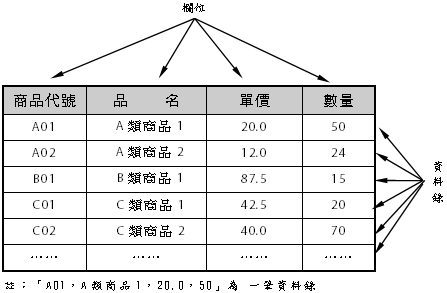 欄位
商品代號 品 名 單價 數量
A01 A類商品1 20.0 50
A02 A類商品2 12.0 24
B01 B類商品1 87.5 15
C01 C類商品1 42.5 20
C02 C類商品2 40.0 70
…… …… …… ……
資料錄
註：「A01，A類商品1，20.0，50」為 一筆資料錄